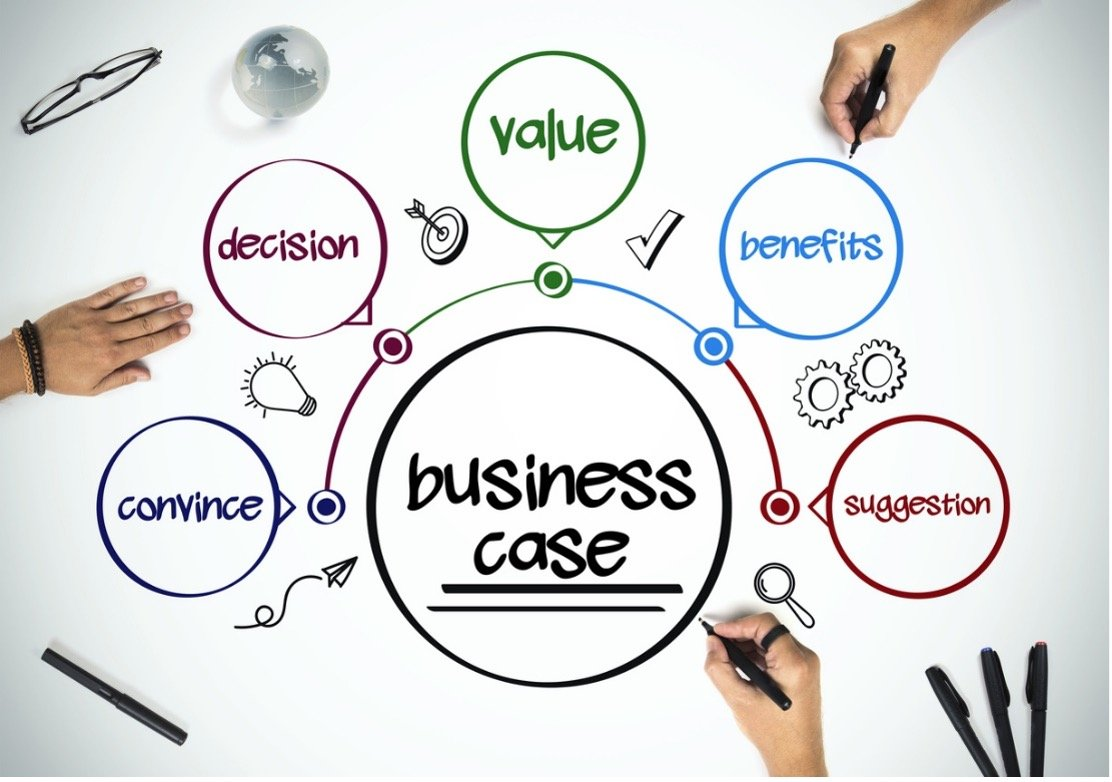 value
decision
benefits
convince
business
case
suggestion